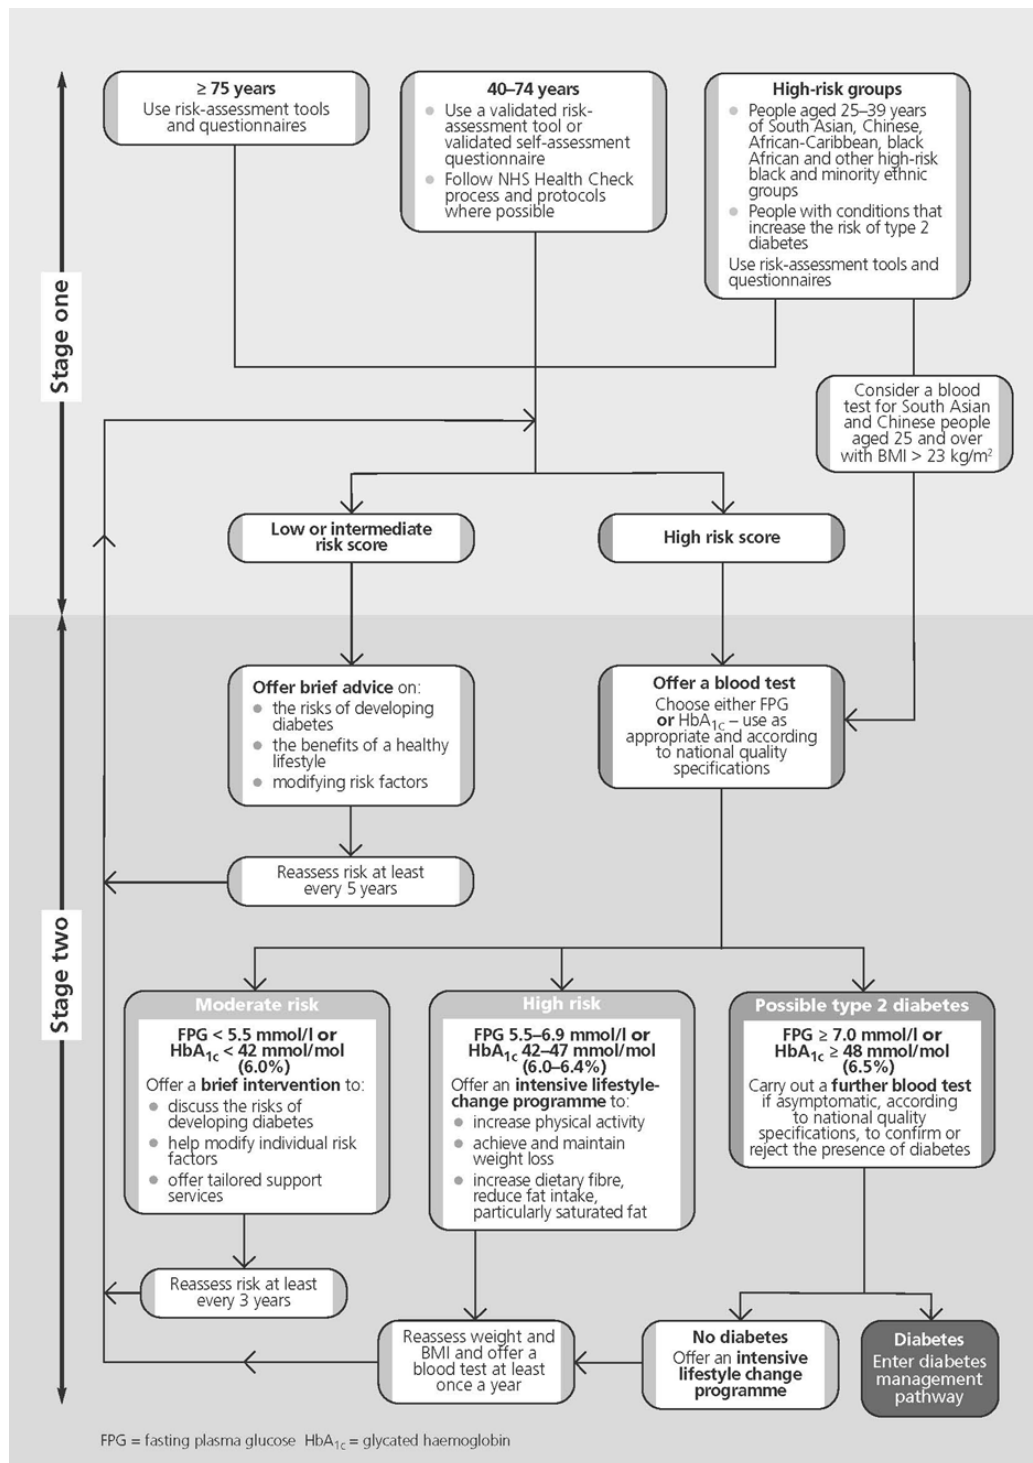 ≥ 75 years
Use risk-assessment tools
and questionnaires
40–74 years
Use a validated risk-
assessment tool or
validated self-assessment
questionnaire
Follow NHS Health Check
process and protocols
where possible
High-risk groups
People aged 25–39 years
of South Asian, Chinese,
African-Caribbean, black
African and other high-risk
black and minority ethnic
groups
People with conditions that
increase the risk of type 2
diabetes
Use risk-assessment tools and
questionnaires
Stage one
Consider a blood
test for South Asian
and Chinese people
aged 25 and over
with BMI > 23 kg/m²
Low or intermediate
risk score
High risk score
Stage two
Offer brief advice on:
the risks of developing
diabetes
the benefits of a healthy
lifestyle
modifying risk factors
Offer a blood test
Choose either FPG
or HbA1c – use as
appropriate and according
to national quality
specifications
Reassess risk at least
every 5 years
Moderate risk
FPG < 5.5 mmol/l or
HbA1c < 42 mmol/mol
(6.0%)
Offer a brief intervention to:
discuss the risks of
developing diabetes
help modify individual risk
factors
offer tailored support
services
High risk
FPG 5.5–6.9 mmol/l or
HbA1c 42–47 mmol/mol
(6.0–6.4%)
Offer an intensive lifestyle-
change programme to:
increase physical activity
achieve and maintain
weight loss
increase dietary fibre,
reduce fat intake,
particularly saturated fat
Possible type 2 diabetes
FPG ≥ 7.0 mmol/l or
HbA1c ≥ 48 mmol/mol
(6.5%)
Carry out a further blood test
if asymptomatic, according
to national quality
specifications, to confirm or
reject the presence of diabetes
Reassess risk at least
every 3 years
Reassess weight and
BMI and offer a
blood test at least
once a year
No diabetes
Offer an intensive
lifestyle change
programme
Diabetes
Enter diabetes
management
pathway
FPG = fasting plasma glucose HbA1c = glycated haemoglobin